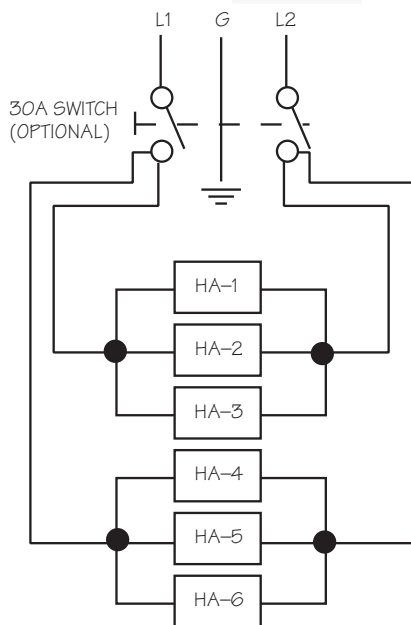 L1 G L2
30A SWITCH
(OPTIONAL)
HA–1
HA–2
HA–3
HA–4
HA–5
HA–6